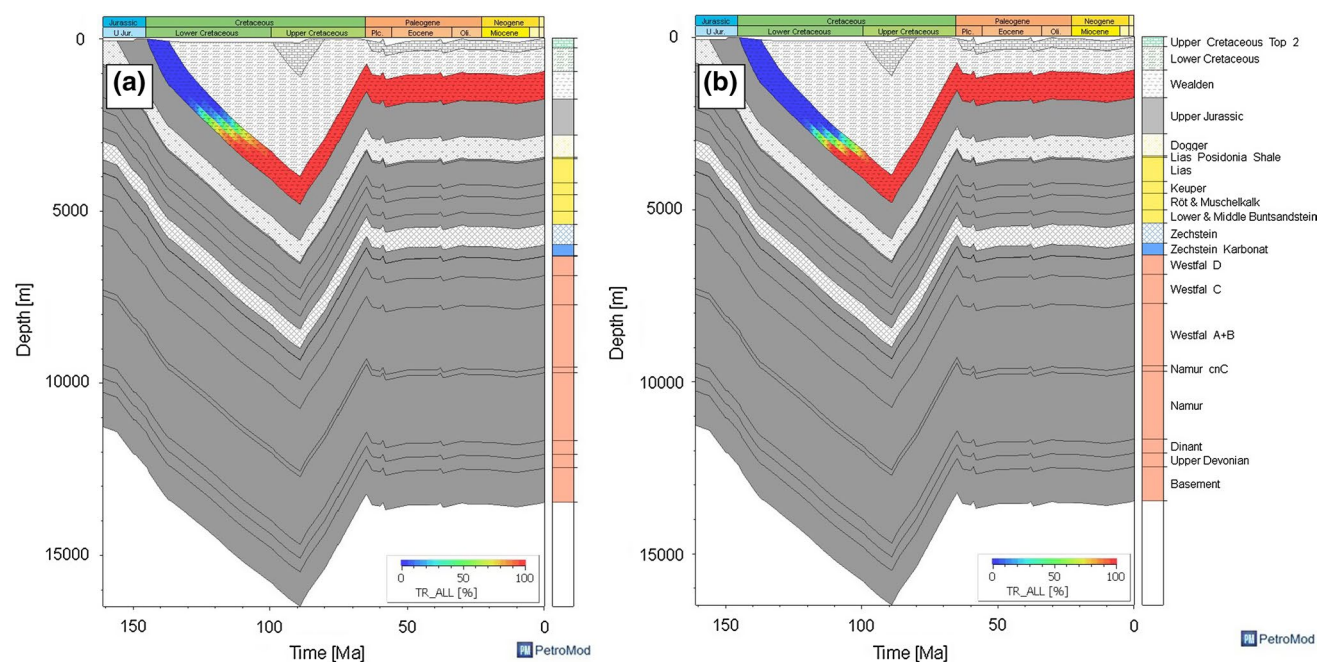 Jurassic Cretaceous Paleogene Neogene
U Jur. Lower Cretaceous Upper Cretaceous Plc. Eocene Oli. Miocene
(a)
0
5000
10000
15000
Depth [m]
0 50 100
TR_ALL [%]
150 100 50 0
Time [Ma]
PM PetroMod
Jurassic Cretaceous Paleogene Neogene
U Jur. Lower Cretaceous Upper Cretaceous Plc. Eocene Oli. Miocene
(b)
0
5000
10000
15000
Depth [m]
0 50 100
TR_ALL [%]
150 100 50 0
Time [Ma]
PM PetroMod
Upper Cretaceous Top 2
Lower Cretaceous
Wealden
Upper Jurassic
Dogger
Lias Posidonia Shale
Lias
Keuper
Röt & Muschelkalk
Lower & Middle Buntsandstein
Zechstein
Zechstein Karbonat
Westfal D
Westfal C
Westfal A+B
Namur cnC
Namur
Dinant
Upper Devonian
Basement